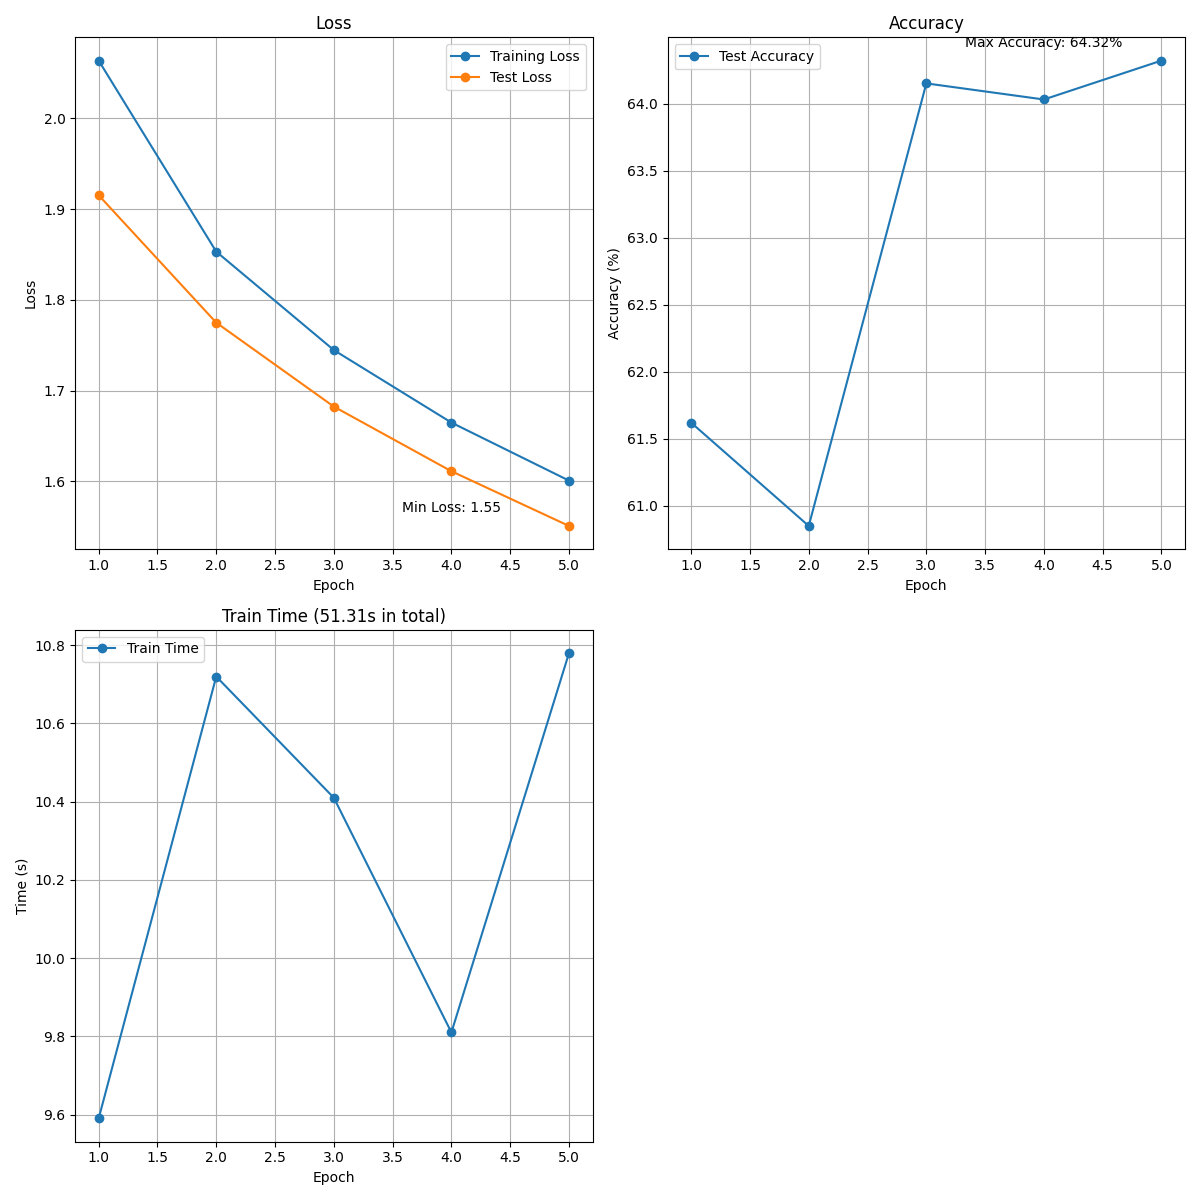 Loss
Training Loss
Test Loss
2.0
1.9
1.8
1.7
1.6
Loss
Min Loss: 1.55
1.0 1.5 2.0 2.5 3.0 3.5 4.0 4.5 5.0
Epoch
Accuracy
Max Accuracy: 64.32%
Test Accuracy
64.0
63.5
63.0
62.5
62.0
61.5
61.0
Accuracy (%)
1.0 1.5 2.0 2.5 3.0 3.5 4.0 4.5 5.0
Epoch
Train Time (51.31s in total)
Train Time
10.8
10.6
10.4
10.2
10.0
9.8
9.6
Time (s)
1.0 1.5 2.0 2.5 3.0 3.5 4.0 4.5 5.0
Epoch